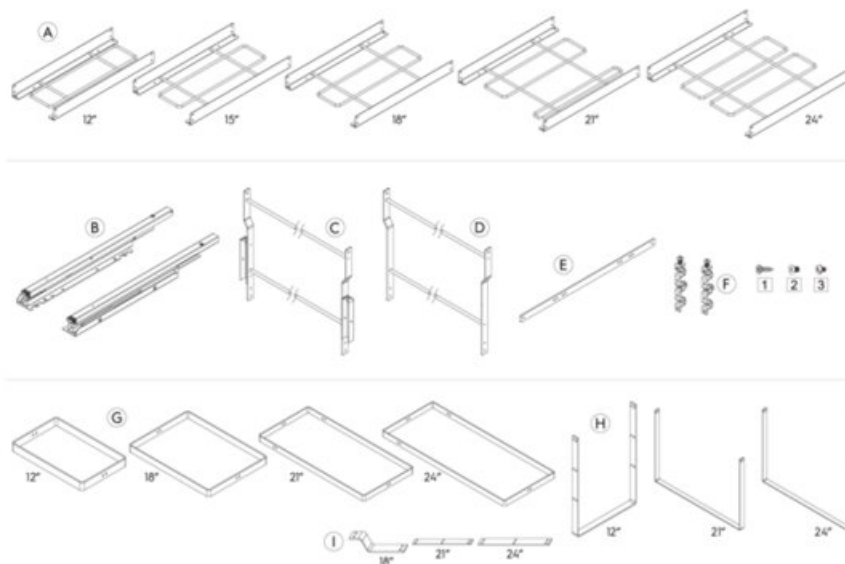 A
12" 15" 18" 21" 24"
B C D E F 1 2 3
G H
12" 18" 21" 24" 12" 21" 24"
I
18" 21" 24"